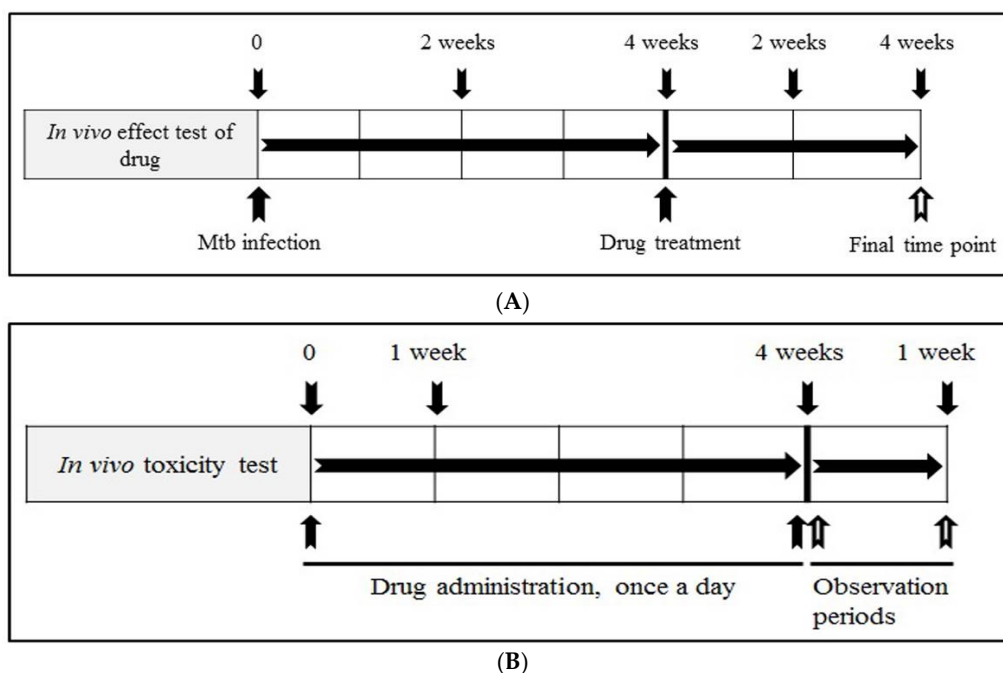 0 2 weeks 4 weeks 2 weeks 4 weeks
In vivo effect test of
drug
Mtb infection Drug treatment Final time point
(A)
0 1 week 4 weeks 1 week
In vivo toxicity test
Drug administration, once a day Observation
periods
(B)